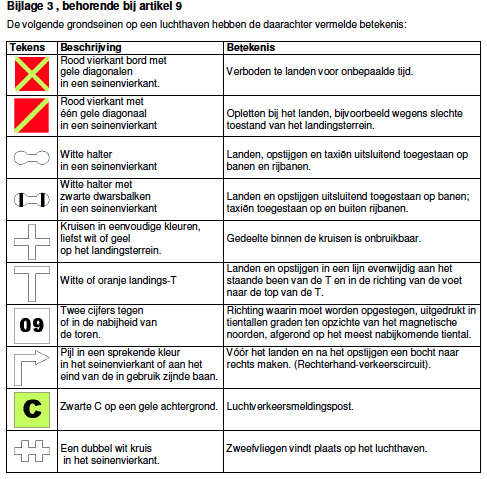 Bijlage 3 , behorende bij artikel 9
De volgende grondseinen op een luchthaven hebben de daarachter vermelde betekenis:
Tekens Beschrijving Betekenis
Rood vierkant bord met
gele diagonalen
in een seinenvierkant.
Verboden te landen voor onbepaalde tijd.
Rood vierkant met
één gele diagonaal
in een seinenvierkant
Opletten bij het landen, bijvoorbeeld wegens slechte
toestand van het landingsterrein.
Witte halter
in een seinenvierkant
Landen, opstijgen en taxiën uitsluitend toegestaan op
banen en rijbanen.
Witte halter met
zwarte dwarsbalken
in een seinenvierkant
Landen en opstijgen uitsluitend toegestaan op banen;
taxiën toegestaan op en buiten rijbanen.
Kruisen in eenvoudige kleuren,
liefst wit of geel
op het landingsterrein.
Gedeelte binnen de kruisen is onbruikbaar.
Witte of oranje landings-T
Landen en opstijgen in een lijn evenwijdig aan het
staande been van de T en in de richting van de voet
naar de top van de T.
09
Twee cijfers tegen
of in de nabijheid van
de toren.
Richting waarin moet worden opgestegen, uitgedrukt in
tientallen graden ten opzichte van het magnetische
noorden, afgerond op het meest nabijkomende tiental.
Pijl in een sprekende kleur
in het seinenvierkant of aan het
eind van de in gebruik zijnde baan.
Vóór het landen en na het opstijgen een bocht naar
rechts maken. (Rechterhand-verkeerscircuit).
C
Zwarte C op een gele achtergrond.
Luchtverkeersmeldingspost.
Een dubbel wit kruis
in het seinenvierkant.
Zweefvliegen vindt plaats op het luchthaven.